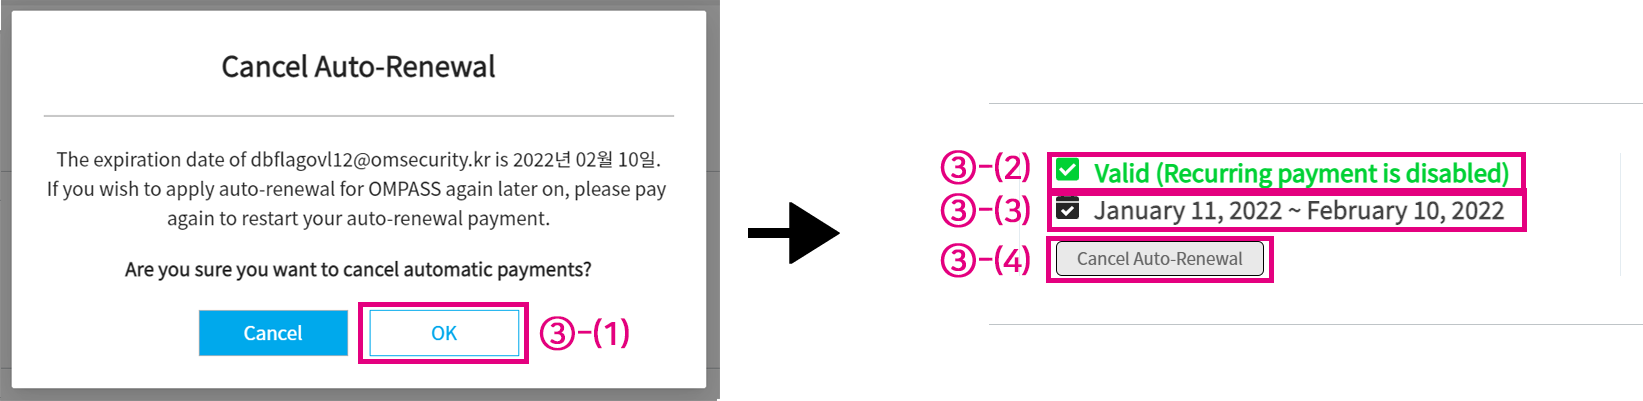 Cancel Auto-Renewal
The expiration date of dbflagovl12@omsecurity.kr is 2022년 02월 10일.
If you wish to apply auto-renewal for OMPASS again later on, please pay
again to restart your auto-renewal payment.
Are you sure you want to cancel automatic payments?
Cancel
OK
③-(1)
③-(2)
Valid (Recurring payment is disabled)
③-(3)
January 11, 2022 ~ February 10, 2022
③-(4)
Cancel Auto-Renewal